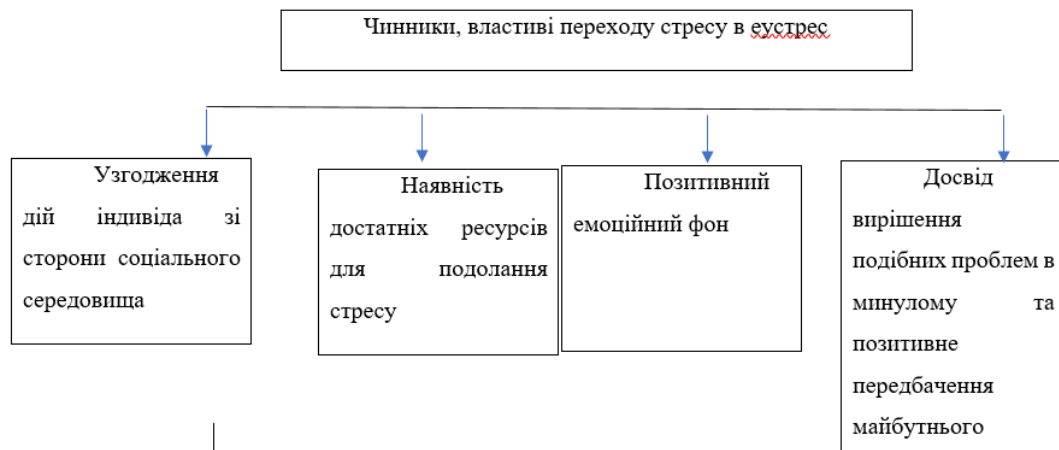 Чинники, властиві переходу стресу в еустрес
Узгодження
дій індивіда зі
сторони соціального
середовища
Наявність
достатніх ресурсів
для подолання
стресу
Позитивний
емоційний фон
Досвід
вирішення
подібних проблем в
минулому та
позитивне
передбачення
майбутнього